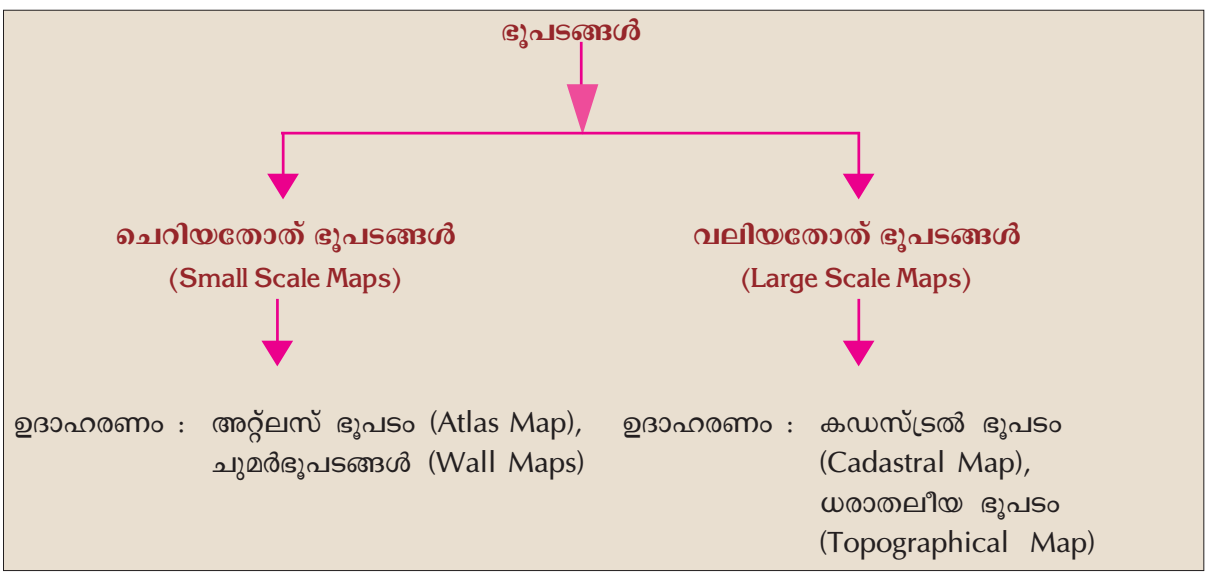 ഭൂപടങ്ങൾ
ചെറിയതോത് ഭൂപടങ്ങൾ
(Small Scale Maps)
വലിയതോത് ഭൂപടങ്ങൾ
(Large Scale Maps)
ഉദാഹരണം : അറ്റ്ലസ് ഭൂപടം (Atlas Map),
ചുമർഭൂപടങ്ങൾ (Wall Maps)
ഉദാഹരണം : കഡസ്ട്രൽ ഭൂപടം
(Cadastral Map),
ധരാതലീയ ഭൂപടം
(Topographical Map)